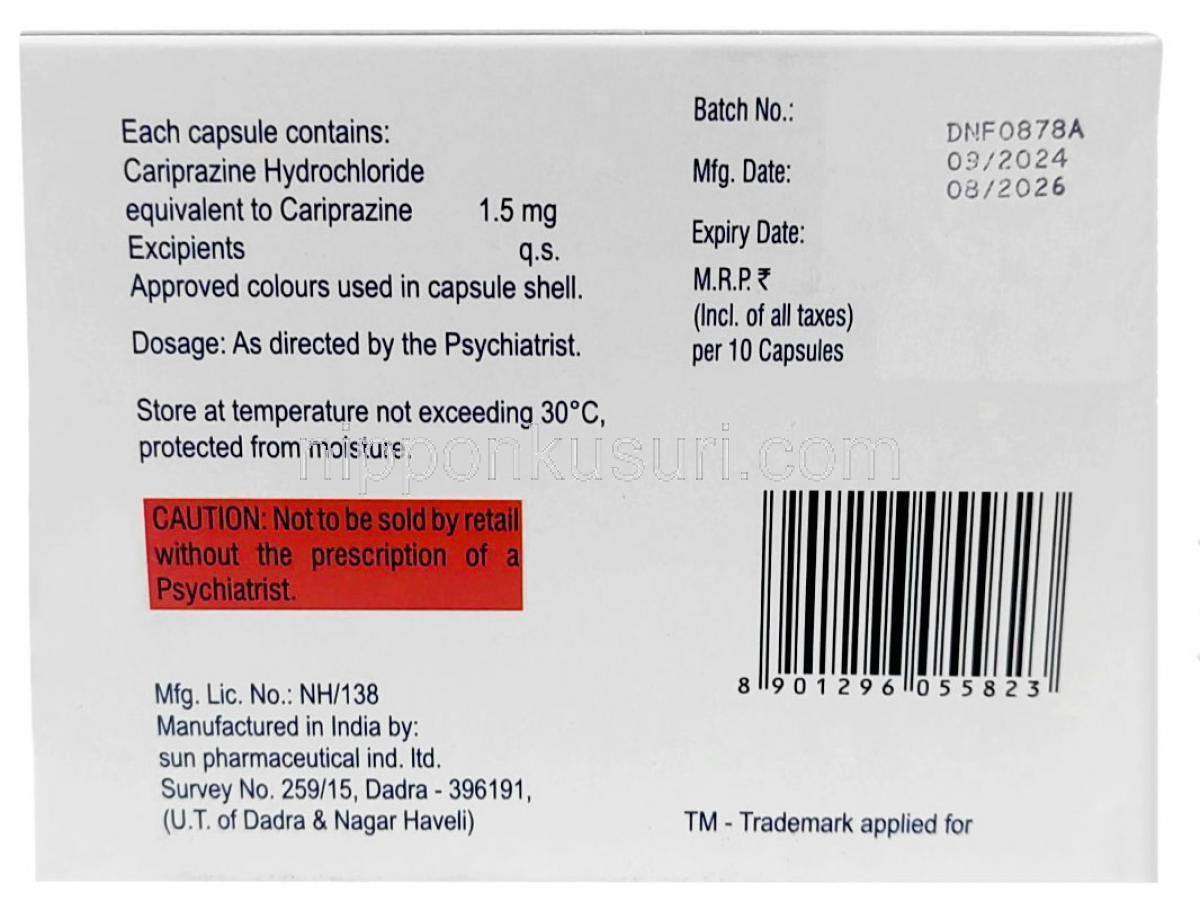 Each capsule contains:
Cariprazine Hydrochloride
equivalent to Cariprazine 1.5 mg
Excipients q.s.
Approved colours used in capsule shell.
Dosage: As directed by the Psychiatrist.
Store at temperature not exceeding 30°C,
protected from moisture.
nipponkusuri.com
CAUTION: Not to be sold by retail
without the prescription of a
Psychiatrist.
Mfg. Lic. No.: NH/138
Manufactured in India by:
sun pharmaceutical ind. ltd.
Survey No. 259/15, Dadra - 396191,
(U.T. of Dadra & Nagar Haveli)
Batch No.:
Mfg. Date:
Expiry Date:
M.R.P. ₹
(Incl. of all taxes)
per 10 Capsules
DNF0878A
09/2024
08/2026
8 901296 055823
TM - Trademark applied for